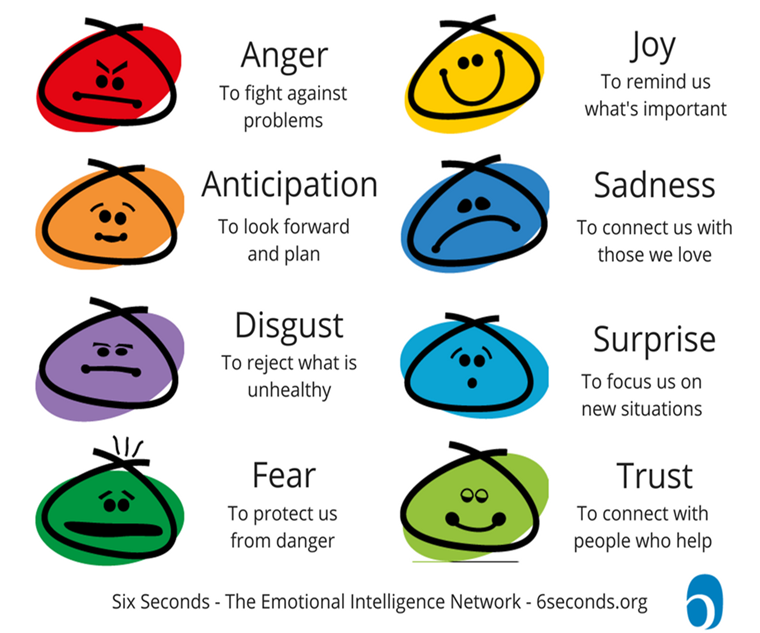 Anger
To fight against
problems
Joy
To remind us
what's important
Anticipation
To look forward
and plan
Sadness
To connect us with
those we love
Disgust
To reject what is
unhealthy
Surprise
To focus us on
new situations
Fear
To protect us
from danger
Trust
To connect with
people who help
Six Seconds - The Emotional Intelligence Network - 6seconds.org
6